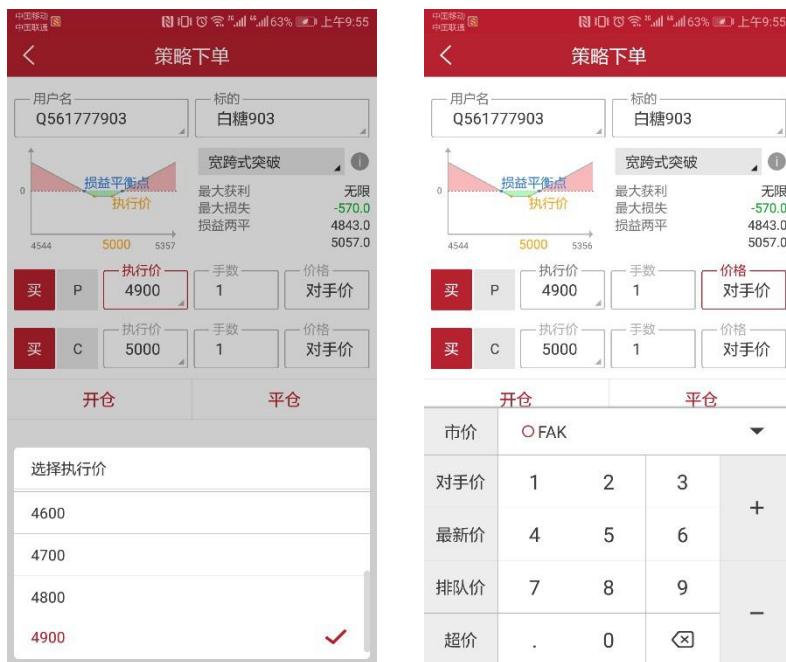 中国移动
中国联通
63% 上午9:55
策略下单
用户名
Q561777903
标的
白糖903
宽跨式突破
损益平衡点
执行价
0
4544 5000 5357
最大获利 无限
最大损失 -570.0
损益两平 4843.0
5057.0
买 P 执行价 4900 手数 1 价格 对手价
买 C 执行价 5000 手数 1 价格 对手价
开仓 平仓
选择执行价
4600
4700
4800
4900
中国移动
中国联通
63% 上午9:55
策略下单
用户名
Q561777903
标的
白糖903
宽跨式突破
损益平衡点
执行价
0
4544 5000 5356
最大获利 无限
最大损失 -570.0
损益两平 4843.0
5057.0
买 P 执行价 4900 手数 1 价格 对手价
买 C 执行价 5000 手数 1 价格 对手价
开仓 平仓
市价 FAK
对手价 1 2 3 +
最新价 4 5 6
排队价 7 8 9 −
超价 . 0